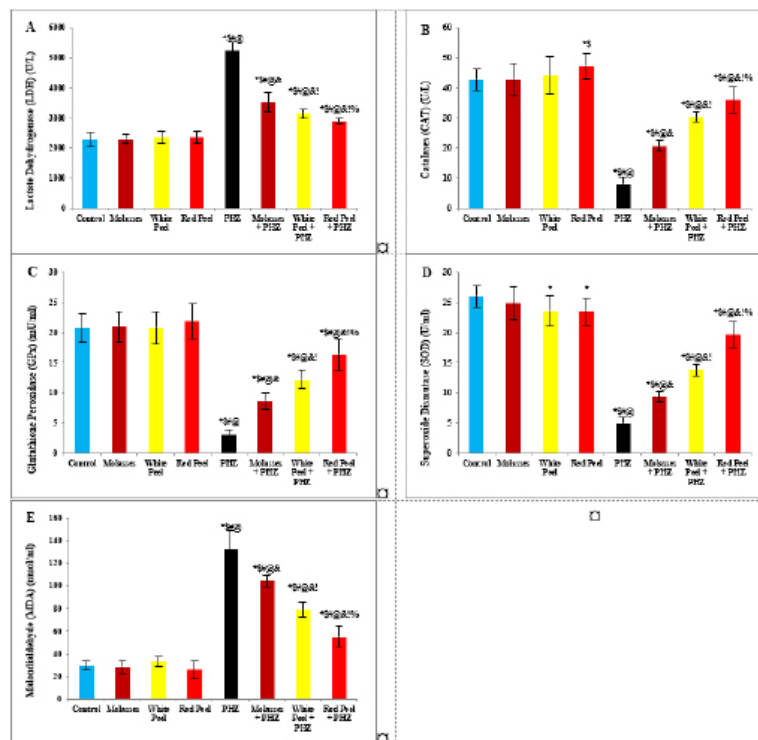 A
Lactate Dehydrogenase (LDH) (U/L)
6000
5000
4000
3000
2000
1000
0
*$#@
*$#@&
*$#@&!
*$#@&!%
Control
Molasses
White Peel
Red Peel
PHZ
Molasses + PHZ
White Peel + PHZ
Red Peel + PHZ
B
Catalases (CAT) (U/L)
60
50
40
30
20
10
0
*$
*$#@
*$#@&
*$#@&!
*$#@&!%
Control
Molasses
White Peel
Red Peel
PHZ
Molasses + PHZ
White Peel + PHZ
Red Peel + PHZ
C
Glutathione Peroxidase (GPx) (mU/ml)
30
25
20
15
10
5
0
*$#@
*$#@&
*$#@&!
*$#@&!%
Control
Molasses
White Peel
Red Peel
PHZ
Molasses + PHZ
White Peel + PHZ
Red Peel + PHZ
D
Superoxide Dismutase (SOD) (U/ml)
30
25
20
15
10
5
0
*
*
*$#@
*$#@&
*$#@&!
*$#@&!%
Control
Molasses
White Peel
Red Peel
PHZ
Molasses + PHZ
White Peel + PHZ
Red Peel + PHZ
E
Malondialdehyde (MDA) (nmol/ml)
160
140
120
100
80
60
40
20
0
*$#@
*$#@&
*$#@&!
*$#@&!%
Control
Molasses
White Peel
Red Peel
PHZ
Molasses + PHZ
White Peel + PHZ
Red Peel + PHZ